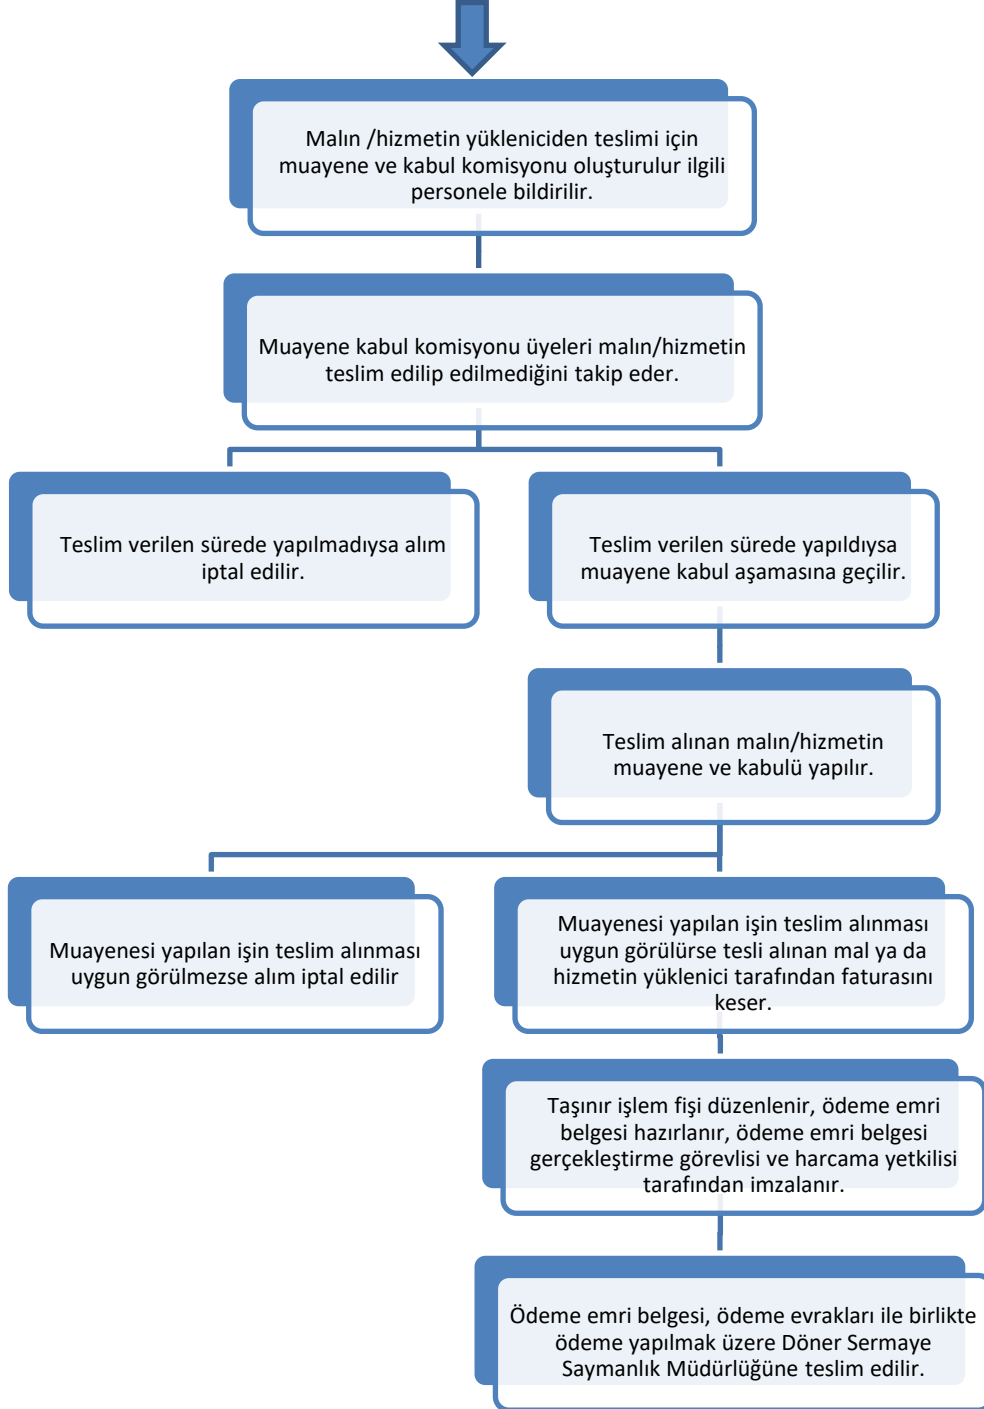 Malın /hizmetin yükleniciden teslimi için
muayene ve kabul komisyonu oluşturulur ilgili
personele bildirilir.
Muayene kabul komisyonu üyeleri malın/hizmetin
teslim edilip edilmediğini takip eder.
Teslim verilen sürede yapılmadıysa alım
iptal edilir.
Teslim verilen sürede yapıldıysa
muayene kabul aşamasına geçilir.
Teslim alınan malın/hizmetin
muayene ve kabulü yapılır.
Muayenesi yapılan işin teslim alınması
uygun görülmezse alım iptal edilir
Muayenesi yapılan işin teslim alınması
uygun görülürse tesli alınan mal ya da
hizmetin yüklenici tarafından faturasını
keser.
Taşınır işlem fişi düzenlenir, ödeme emri
belgesi hazırlanır, ödeme emri belgesi
gerçekleştirme görevlisi ve harcama yetkilisi
tarafından imzalanır.
Ödeme emri belgesi, ödeme evrakları ile birlikte
ödeme yapılmak üzere Döner Sermaye
Saymanlık Müdürlüğüne teslim edilir.